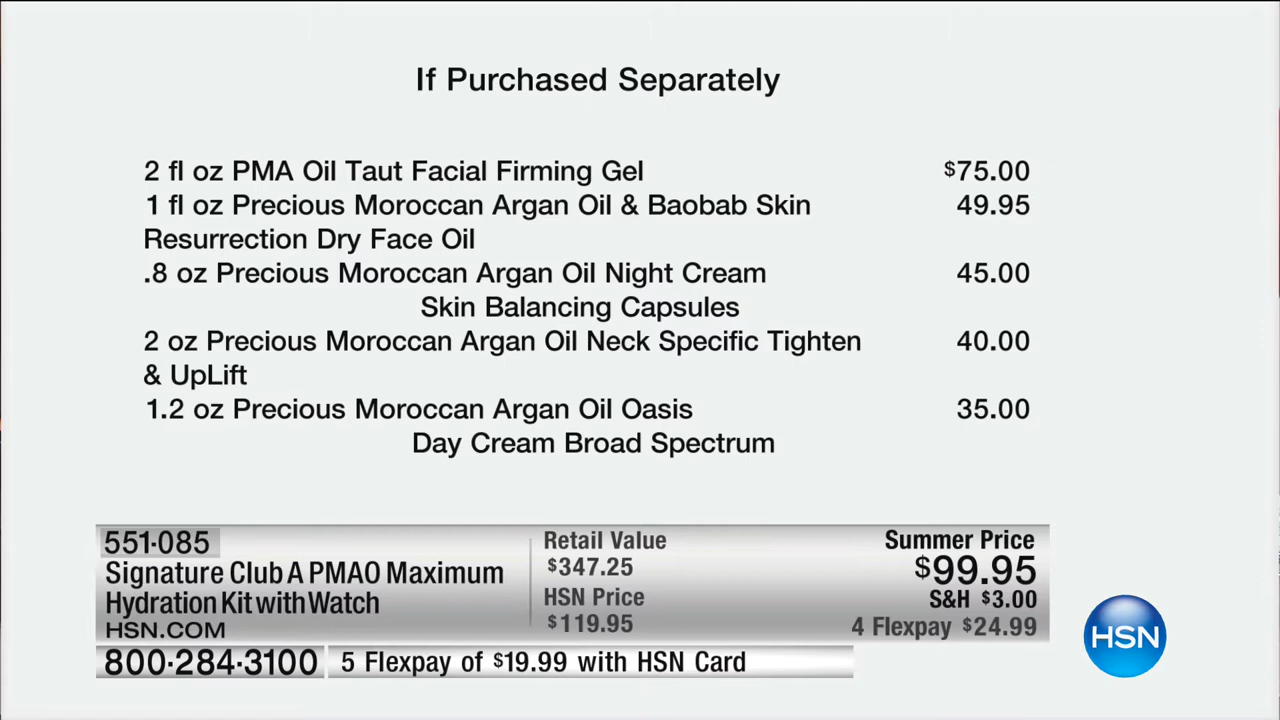 If Purchased Separately
2 fl oz PMA Oil Taut Facial Firming Gel $75.00
1 fl oz Precious Moroccan Argan Oil & Baobab Skin 49.95
Resurrection Dry Face Oil
.8 oz Precious Moroccan Argan Oil Night Cream 45.00
Skin Balancing Capsules
2 oz Precious Moroccan Argan Oil Neck Specific Tighten 40.00
& UpLift
1.2 oz Precious Moroccan Argan Oil Oasis 35.00
Day Cream Broad Spectrum
551·085
Signature Club A PMAO Maximum
Hydration Kit with Watch
HSN.COM
Retail Value
$347.25
HSN Price
$119.95
Summer Price
$99.95
S&H $3.00
4 Flexpay $24.99
800·284·3100
5 Flexpay of $19.99 with HSN Card
HSN